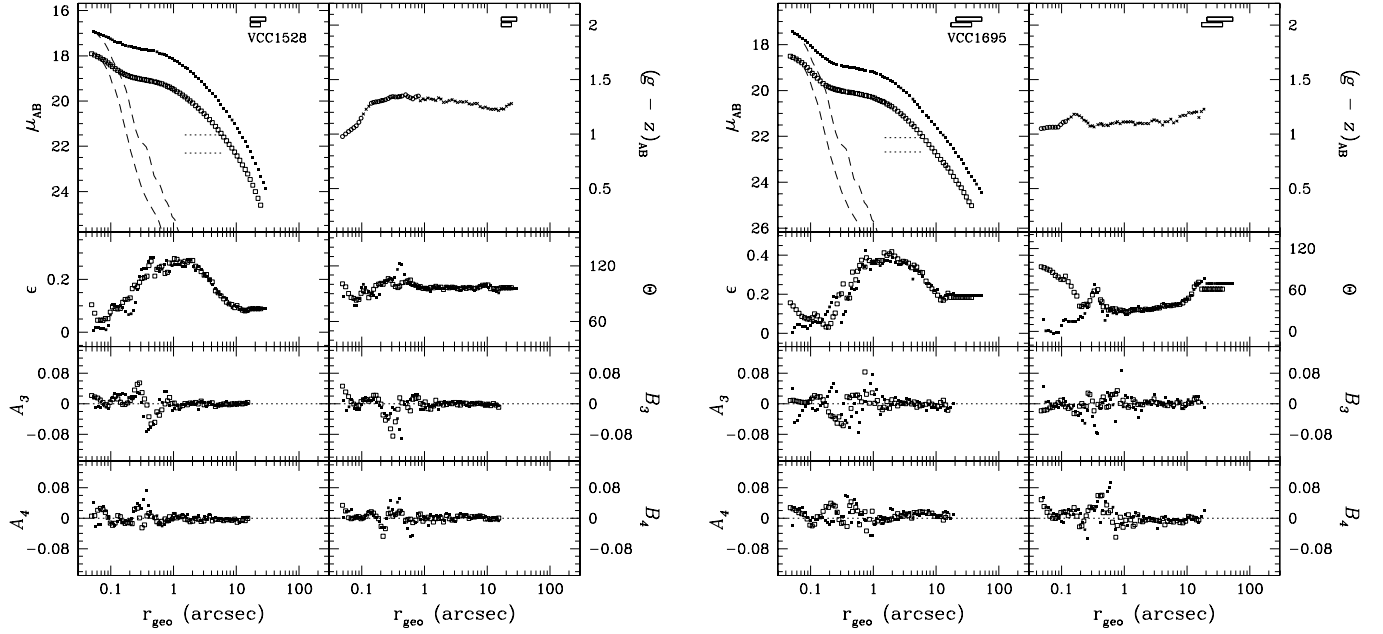 VCC1528
16
18
20
22
24
μAB
2
1.5
1
0.5
(g − z)AB
0.2
0
ϵ
120
60
Θ
0.08
0
−0.08
A3
0.08
0
−0.08
B3
0.08
0
−0.08
A4
0.08
0
−0.08
B4
0.1 1 10 100
0.1 1 10 100
rgeo (arcsec)
rgeo (arcsec)
VCC1695
18
20
22
24
26
μAB
2
1.5
1
0.5
(g − z)AB
0.4
0.2
0
ϵ
120
60
0
Θ
0.08
0
−0.08
A3
0.08
0
−0.08
B3
0.08
0
−0.08
A4
0.08
0
−0.08
B4
0.1 1 10 100
0.1 1 10 100
rgeo (arcsec)
rgeo (arcsec)